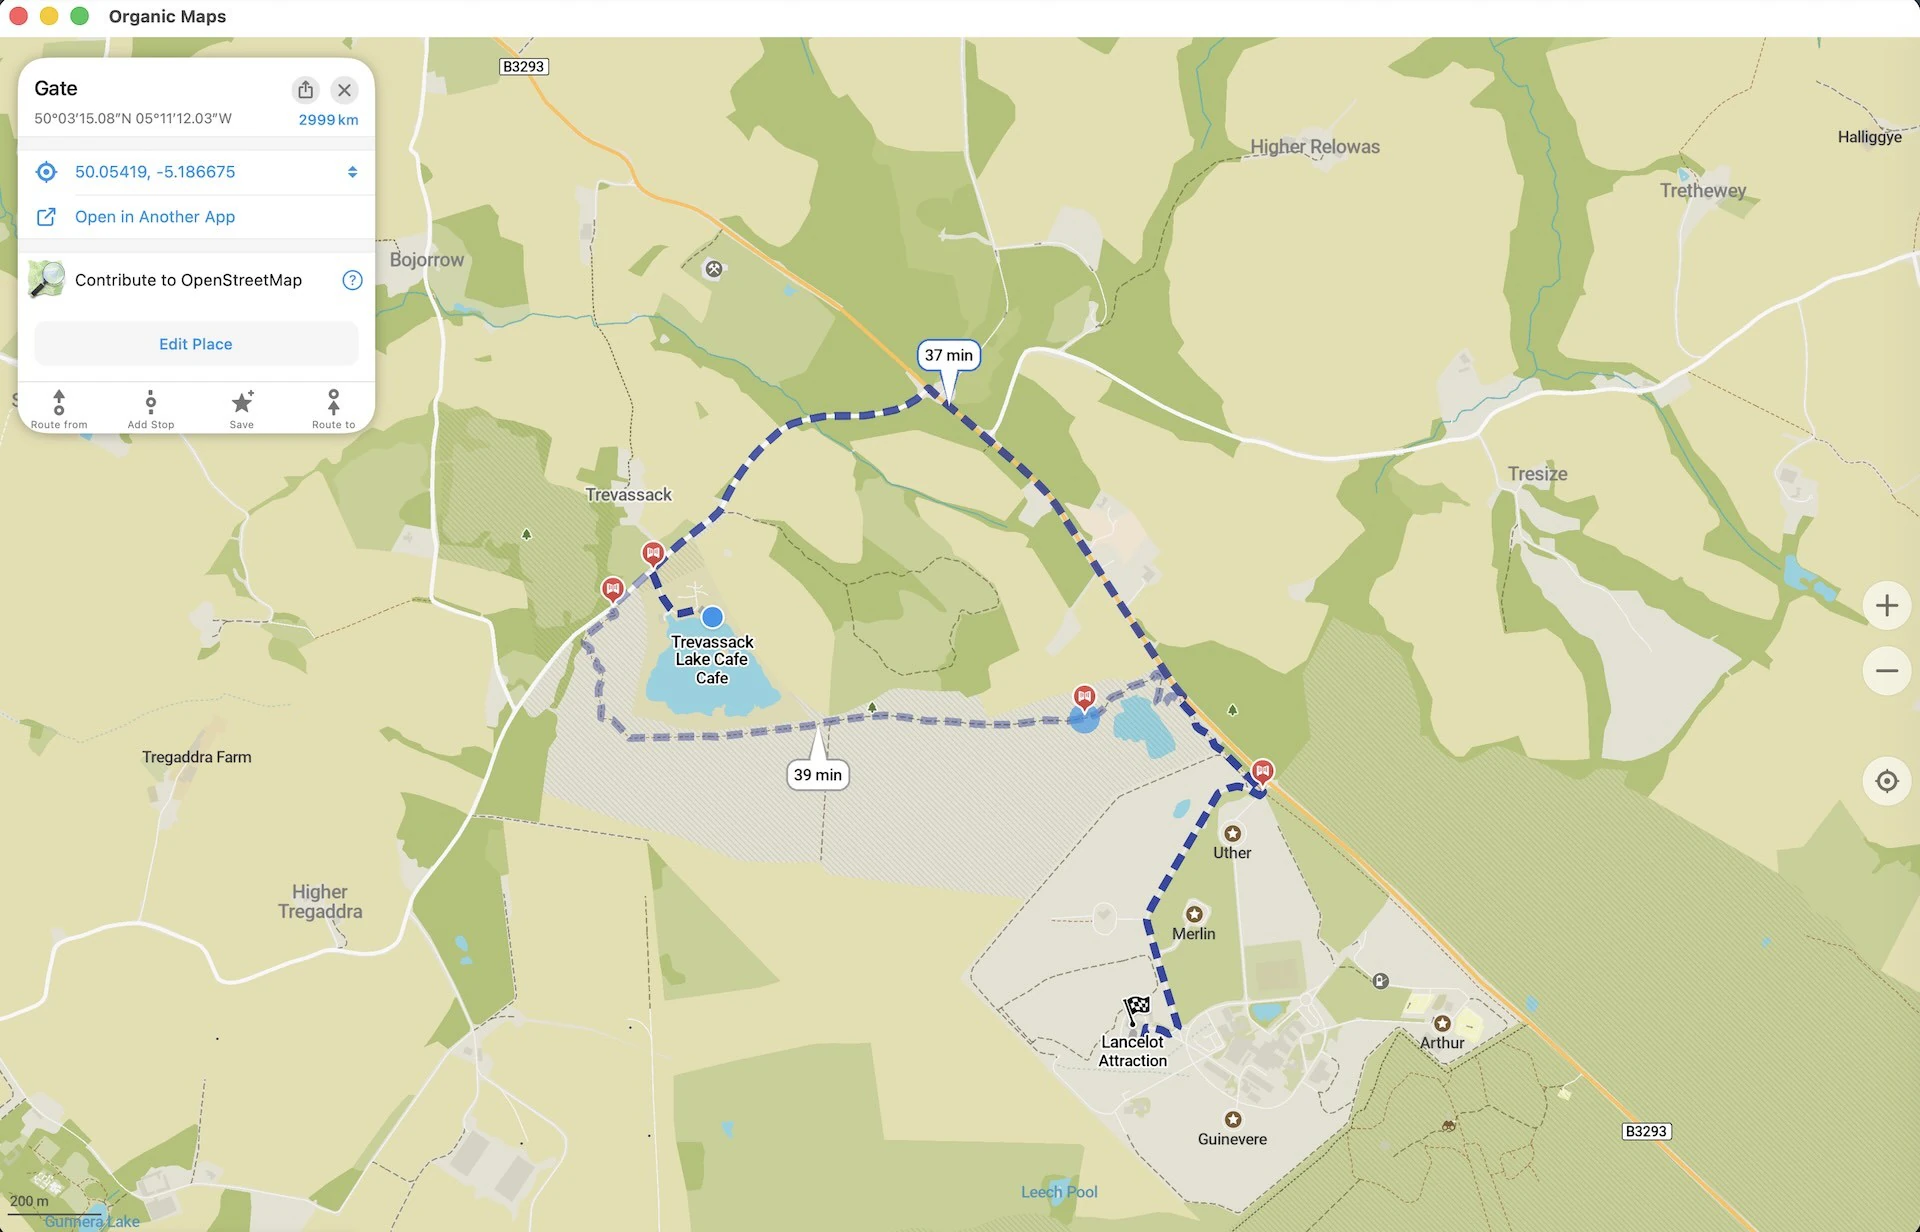 Organic Maps
Gate
50°03'15.08"N 05°11'12.03"W
2999 km
50.05419, -5.186675
Open in Another App
Contribute to OpenStreetMap
?
Edit Place
Route from
Add Stop
Save
Route to
B3293
Higher Relowas
Halliggye
Trethewey
Bojorrow
37 min
Tresize
Trevassack
Trevassack
Lake Cafe
Cafe
39 min
Tregaddra Farm
Uther
Higher
Tregaddra
Merlin
Lancelot
Attraction
Arthur
Guinevere
B3293
Leech Pool
200 m
Gunnera Lake